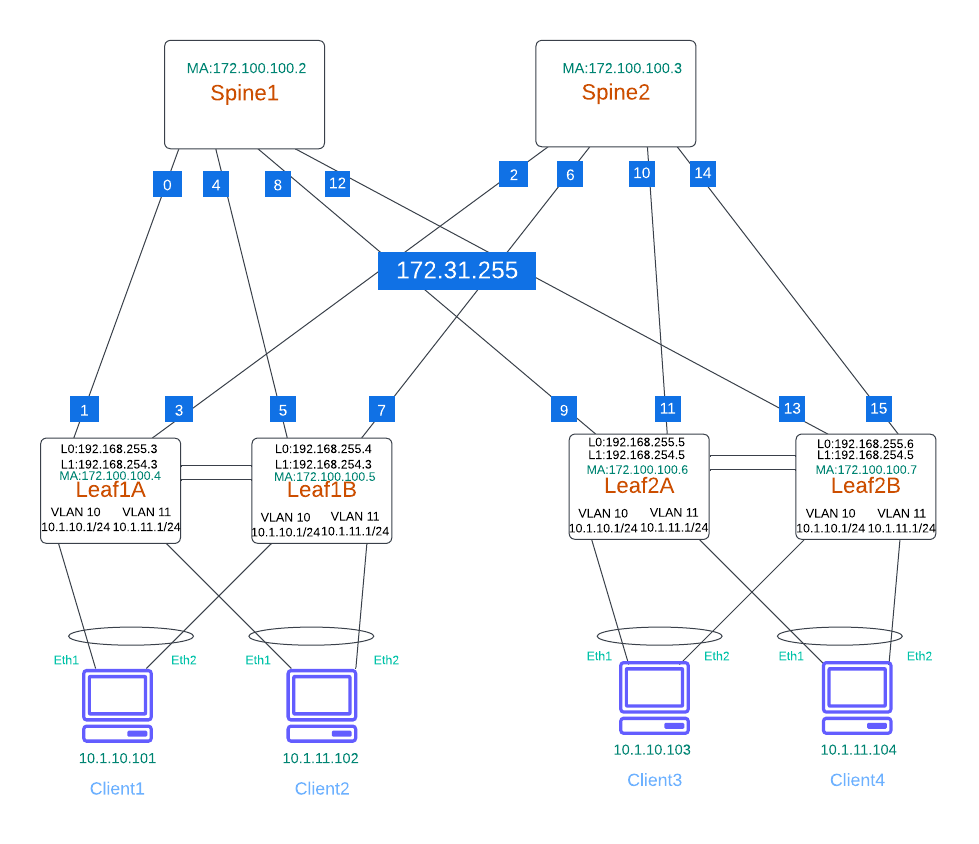 MA:172.100.100.2
Spine1
MA:172.100.100.3
Spine2
0
4
8
12
2
6
10
14
172.31.255
1
3
5
7
9
11
13
15
L0:192.168.255.3
L1:192.168.254.3
MA:172.100.100.4
Leaf1A
VLAN 10 VLAN 11
10.1.10.1/24 10.1.11.1/24
L0:192.168.255.4
L1:192.168.254.3
MA:172.100.100.5
Leaf1B
VLAN 10 VLAN 11
10.1.10.1/24 10.1.11.1/24
L0:192.168.255.5
L1:192.168.254.5
MA:172.100.100.6
Leaf2A
VLAN 10 VLAN 11
10.1.10.1/24 10.1.11.1/24
L0:192.168.255.6
L1:192.168.254.5
MA:172.100.100.7
Leaf2B
VLAN 10 VLAN 11
10.1.10.1/24 10.1.11.1/24
Eth1
Eth2
Eth1
Eth2
Eth1
Eth2
Eth1
Eth2
10.1.10.101
Client1
10.1.11.102
Client2
10.1.10.103
Client3
10.1.11.104
Client4